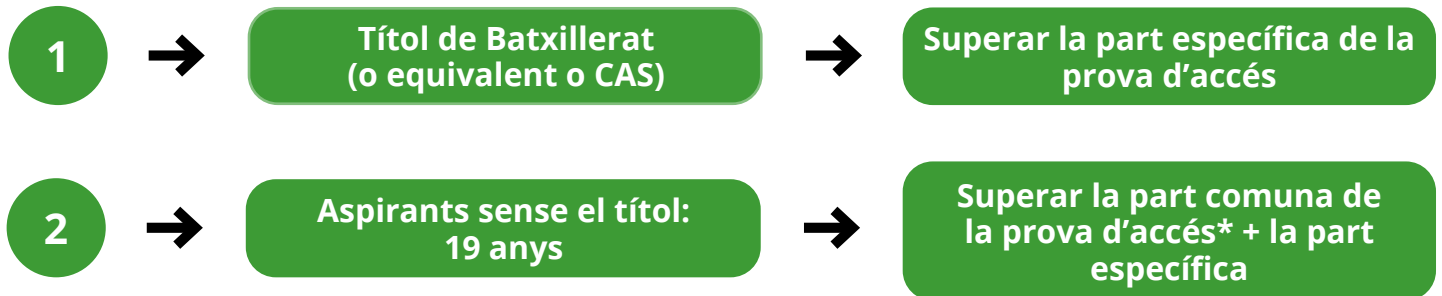 1
Títol de Batxillerat
(o equivalent o CAS)
Superar la part específica de la
prova d'accés
2
Aspirants sense el títol:
19 anys
Superar la part comuna de
la prova d'accés* + la part
específica